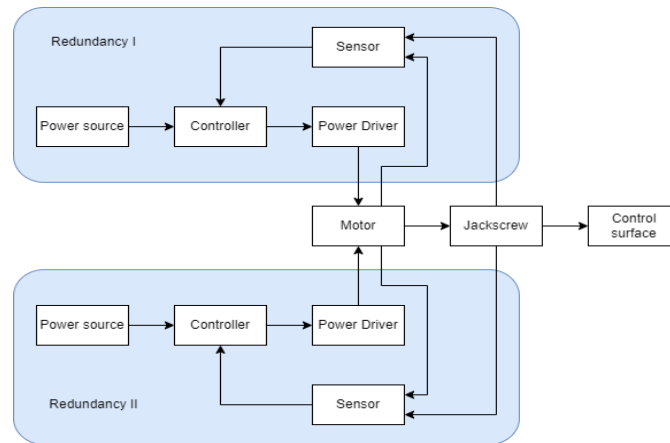 Redundancy I
Sensor
Power source
Controller
Power Driver
Motor
Jackscrew
Control
surface
Power source
Controller
Power Driver
Sensor
Redundancy II